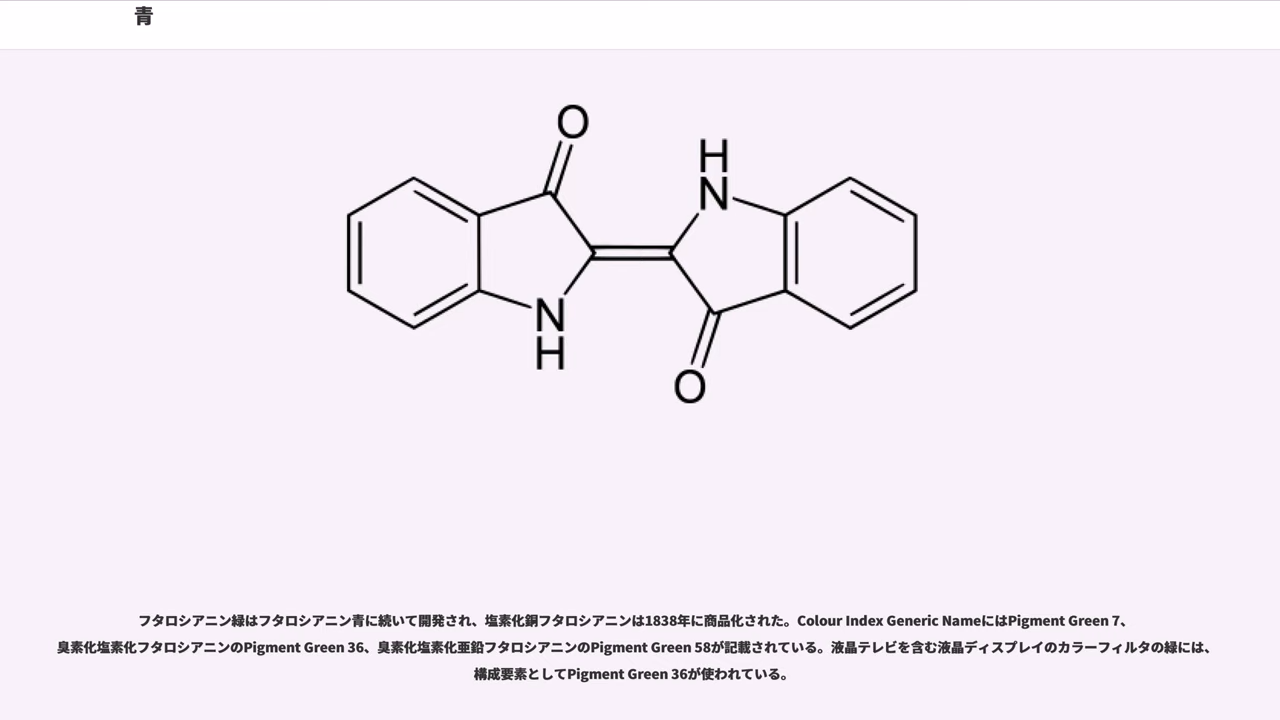 青
O
H
N
N
H
O
フタロシアニン緑はフタロシアニン青に続いて開発され、塩素化銅フタロシアニンは1838年に商品化された。Colour Index Generic NameにはPigment Green 7、
臭素化塩素化フタロシアニンのPigment Green 36、臭素化塩素化亜鉛フタロシアニンのPigment Green 58が記載されている。液晶テレビを含む液晶ディスプレイのカラーフィルタの緑には、
構成要素としてPigment Green 36が使われている。